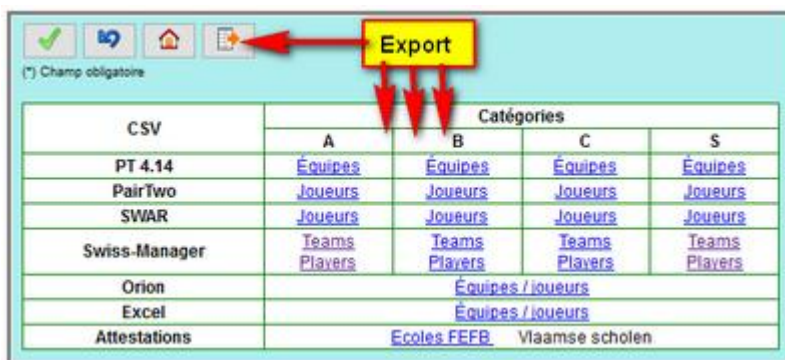 Export
(*) Champ obligatoire
CSV Catégories
A B C S
PT 4.14 Équipes Équipes Équipes Équipes
PairTwo Joueurs Joueurs Joueurs Joueurs
SWAR Joueurs Joueurs Joueurs Joueurs
Swiss-Manager Teams Teams Teams Teams
Players Players Players Players
Orion Équipes / joueurs
Excel Équipes / joueurs
Attestations Ecoles FEFB Vlaamse scholen